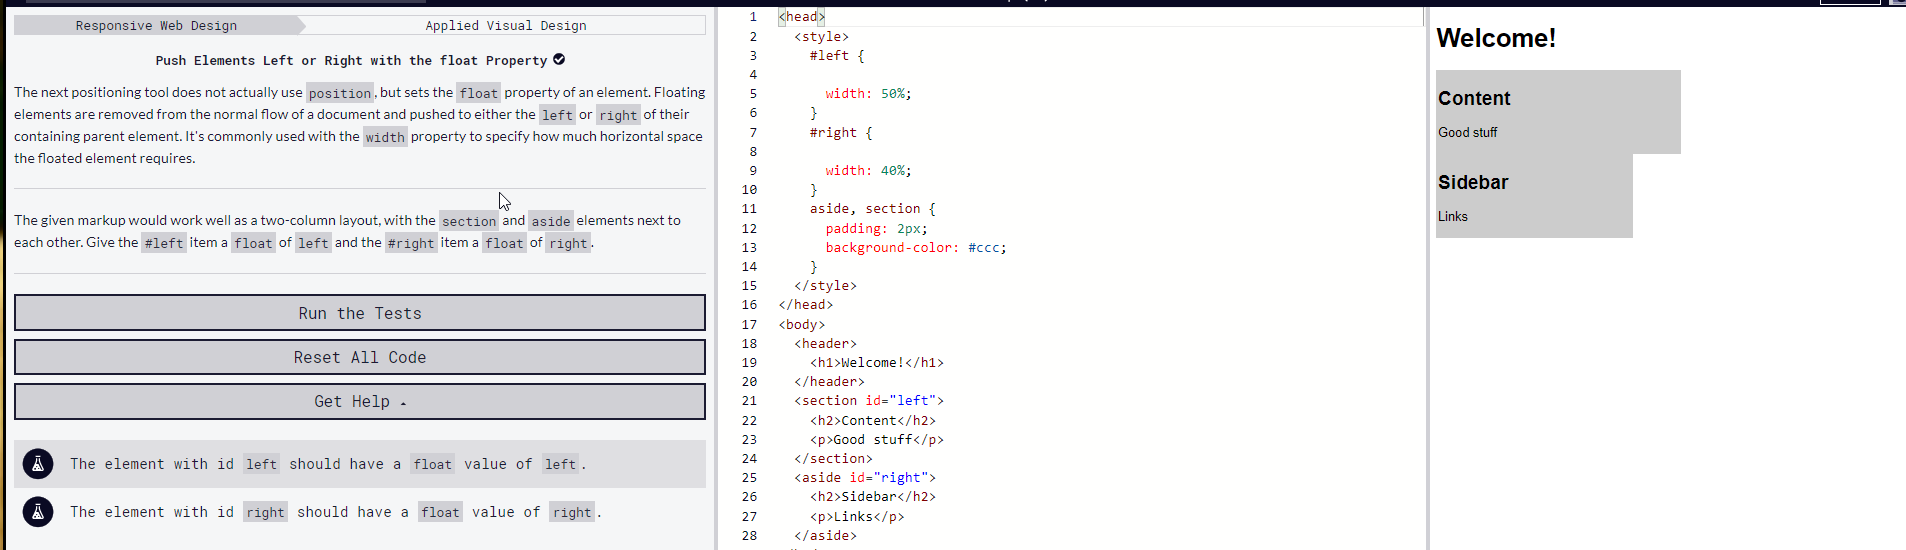 Responsive Web Design
Applied Visual Design
Push Elements Left or Right with the float Property
The next positioning tool does not actually use position, but sets the float property of an element. Floating
elements are removed from the normal flow of a document and pushed to either the left or right of their
containing parent element. It's commonly used with the width property to specify how much horizontal space
the floated element requires.
The given markup would work well as a two-column layout, with the section and aside elements next to
each other. Give the #left item a float of left and the #right item a float of right.
Run the Tests
Reset All Code
Get Help
The element with id left should have a float value of left.
The element with id right should have a float value of right.
1 <head>
2 <style>
3 #left {
4
5 width: 50%;
6 }
7 #right {
8
9 width: 40%;
10 }
11 aside, section {
12 padding: 2px;
13 background-color: #ccc;
14 }
15 </style>
16 </head>
17 <body>
18 <header>
19 <h1>Welcome!</h1>
20 </header>
21 <section id="left">
22 <h2>Content</h2>
23 <p>Good stuff</p>
24 </section>
25 <aside id="right">
26 <h2>Sidebar</h2>
27 <p>Links</p>
28 </aside>
Welcome!
Content
Good stuff
Sidebar
Links